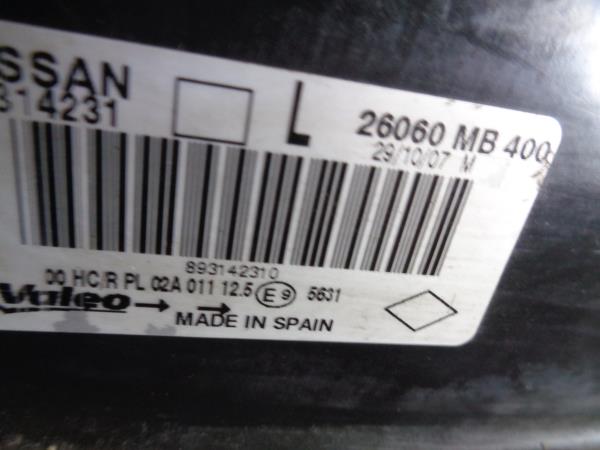 SSAN
314231
L
26060 MB 400
29/10/07 M
893142310
00 HC/R PL 02A 011 12.5 E9 5631
Valeo
MADE IN SPAIN